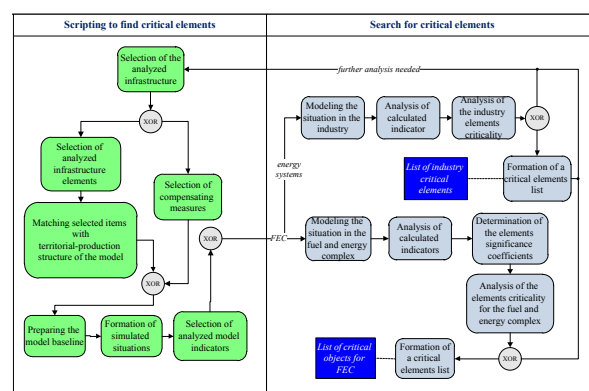 Scripting to find critical elements
Search for critical elements
Selection of the
analyzed
infrastructure
XOR
Selection of
analyzed
infrastructure
elements
Selection of
compensating
measures
Matching selected items
with
territorial-production
structure of the model
XOR
Preparing the
model baseline
Formation of
simulated
situations
Selection of
analyzed model
indicators
XOR
further analysis needed
energy
systems
FEC
Modeling the
situation in the
industry
Analysis of
calculated
indicator
Analysis of
the industry
elements
criticality
XOR
List of industry
critical
elements
Formation of a
critical elements
list
Modeling the
situation in the fuel
and energy
complex
Analysis of
calculated
indicators
Determination of
the elements
significance
coefficients
Analysis of the
elements criticality
for the fuel and
energy complex
XOR
List of critical
objects for
FEC
Formation of
a critical
elements list